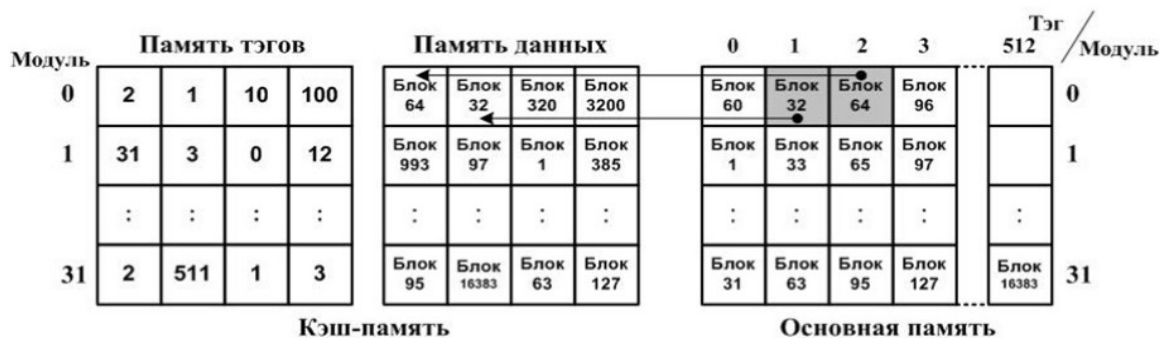 Тэг
Память тэгов Память данных 0 1 2 3 512 Модуль
Модуль
0 2 1 10 100 Блок 64 Блок 32 Блок 320 Блок 3200 Блок 60 Блок 32 Блок 64 Блок 96 0
1 31 3 0 12 Блок 993 Блок 97 Блок 1 Блок 385 Блок 1 Блок 33 Блок 65 Блок 97 1
: : : : : : : : : : : : :
31 2 511 1 3 Блок 95 Блок 16383 Блок 63 Блок 127 Блок 31 Блок 63 Блок 95 Блок 127 Блок 16383 31
Кэш-память Основная память